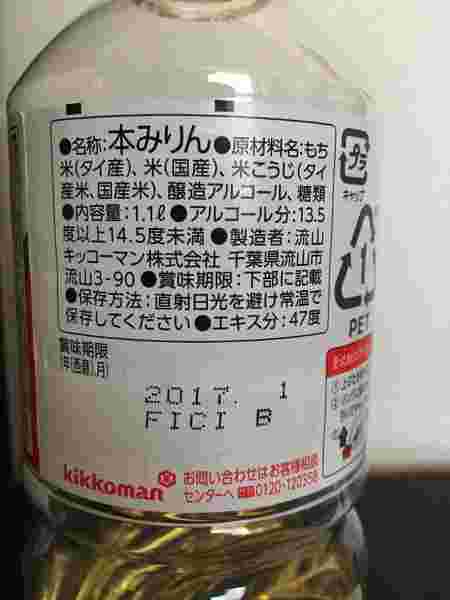 ●名称:本みりん●原材料名:もち
米(タイ産)、米(国産)、米こうじ(タイ
産米、国産米)、醸造アルコール、糖類
●内容量:1.1ℓ●アルコール分:13.5
度以上14.5度未満●製造者:流山
キッコーマン株式会社 千葉県流山市
流山3-90●賞味期限:下部に記載
●保存方法:直射日光を避け常温で
保存してください●エキス分:47度
賞味期限
年(西暦).月)
2017. 1
FICI B
kikkoman お問い合わせはお客様相談
センターへ 0120-120358
プラ
キャップ
1
PET